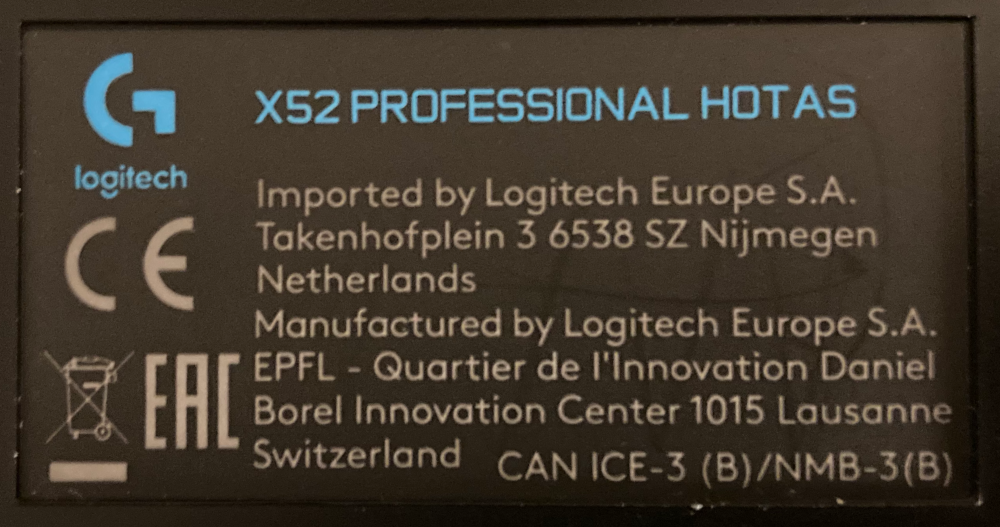 X52 PROFESSIONAL HOTAS
logitech
Imported by Logitech Europe S.A.
Takenhofplein 3 6538 SZ Nijmegen
Netherlands
Manufactured by Logitech Europe S.A.
EPFL - Quartier de l'Innovation Daniel
Borel Innovation Center 1015 Lausanne
Switzerland
CAN ICE-3 (B)/NMB-3(B)
CE
EAC